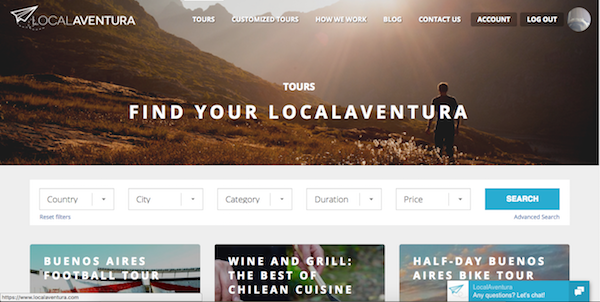 LOCALAVENTURA
TOURS CUSTOMIZED TOURS HOW WE WORK BLOG CONTACT US ACCOUNT LOG OUT
TOURS
FIND YOUR LOCALAVENTURA
Country City Category Duration Price SEARCH
Reset filters Advanced Search
BUENOS AIRES
FOOTBALL TOUR
WINE AND GRILL:
THE BEST OF
CHILEAN CUISINE
HALF-DAY BUENOS
AIRES BIKE TOUR
LocalAventura
Any questions? Let's chat!
https://www.localaventura.com